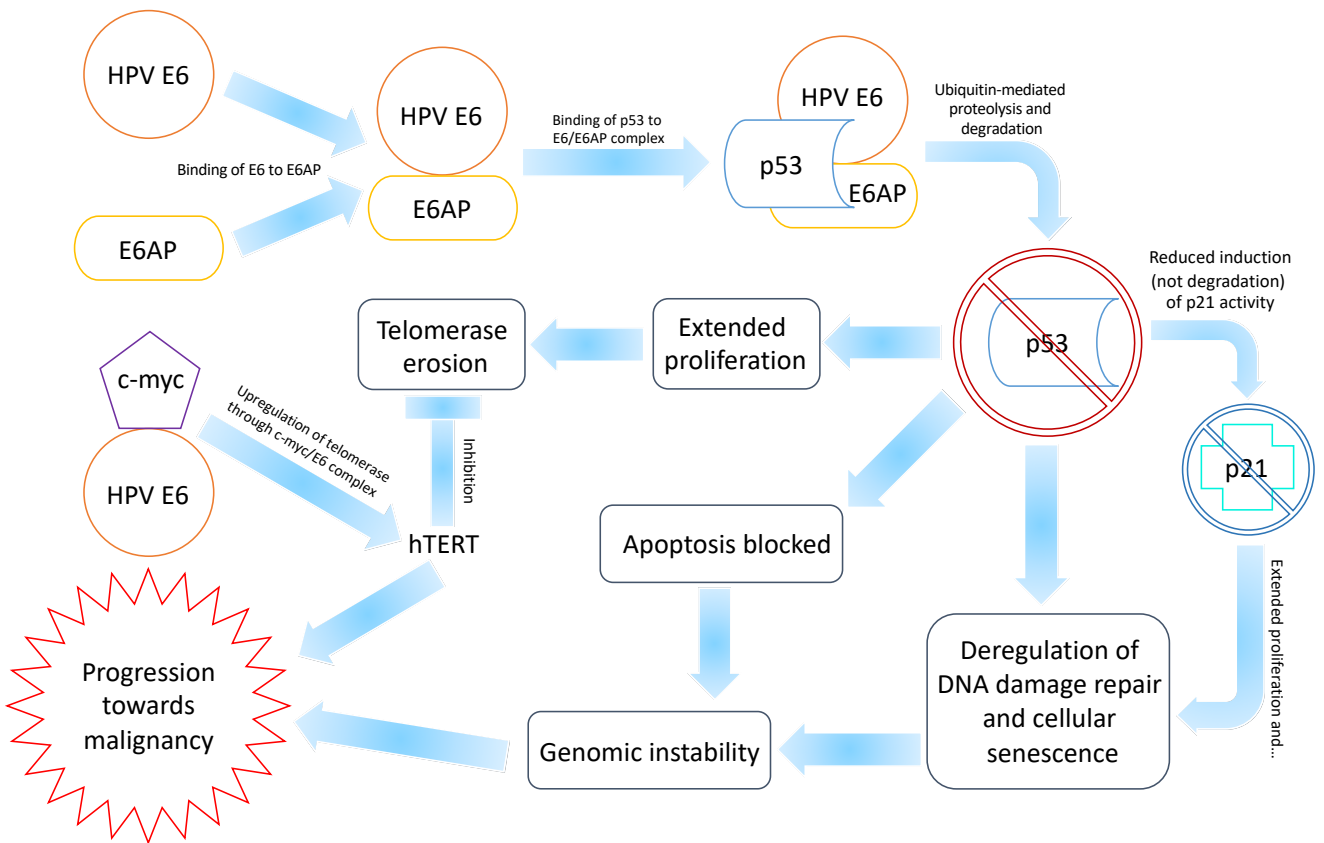 HPV E6
E6AP
Binding of E6 to E6AP
HPV E6
E6AP
Binding of p53 to
E6/E6AP complex
HPV E6
p53
E6AP
Ubiquitin-mediated
proteolysis and
degradation
p53
Reduced induction
(not degradation)
of p21 activity
p21
Extended proliferation and...
Extended
proliferation
Telomerase
erosion
Inhibition
c-myc
HPV E6
Upregulation of telomerase
through c-myc/E6 complex
hTERT
Apoptosis blocked
Deregulation of
DNA damage repair
and cellular
senescence
Genomic instability
Progression
towards
malignancy